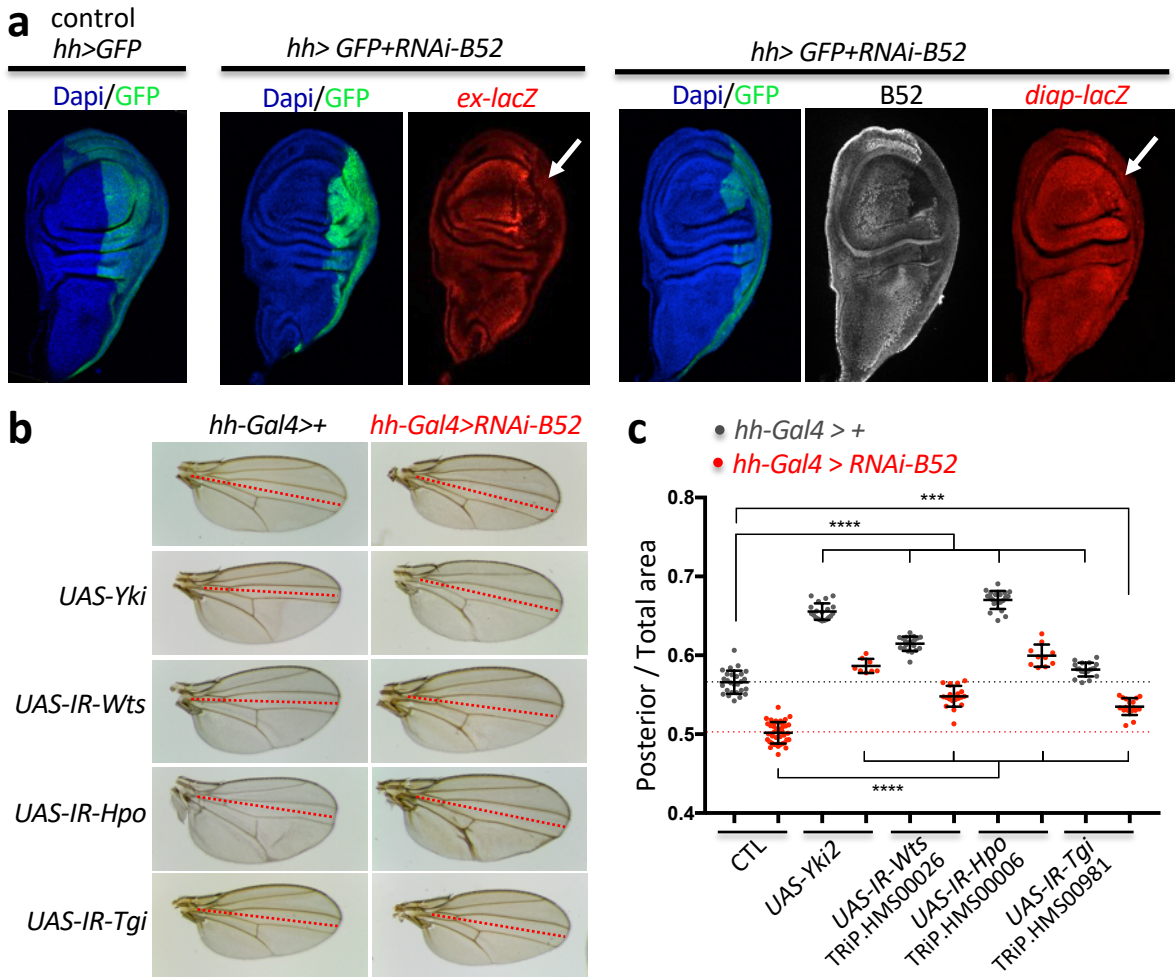 a
control
hh>GFP
hh> GFP+RNAi-B52
hh> GFP+RNAi-B52
Dapi/GFP
Dapi/GFP
ex-lacZ
Dapi/GFP
B52
diap-lacZ
b
hh-Gal4>+
hh-Gal4>RNAi-B52
UAS-Yki
UAS-IR-Wts
UAS-IR-Hpo
UAS-IR-Tgi
c
hh-Gal4 > +
hh-Gal4 > RNAi-B52
Posterior / Total area
0.8
0.7
0.6
0.5
0.4
***
****
****
CTL
UAS-Yki2
UAS-IR-Wts
TRiP.HMS00026
UAS-IR-Hpo
TRiP.HMS00006
UAS-IR-Tgi
TRiP.HMS00981